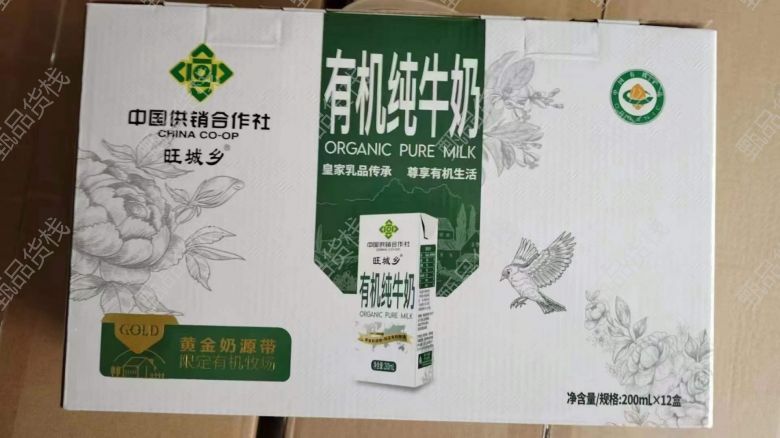 中国供销合作社
CHINA CO-OP
旺城乡
有机纯牛奶
ORGANIC PURE MILK
皇家乳品传承 尊享有机生活
中国供销合作社
CHINA CO-OP
旺城乡
有机纯牛奶
ORGANIC PURE MILK
GOLD
黄金奶源带
限定有机牧场
净含量/规格:200mL×12盒
甄品货栈